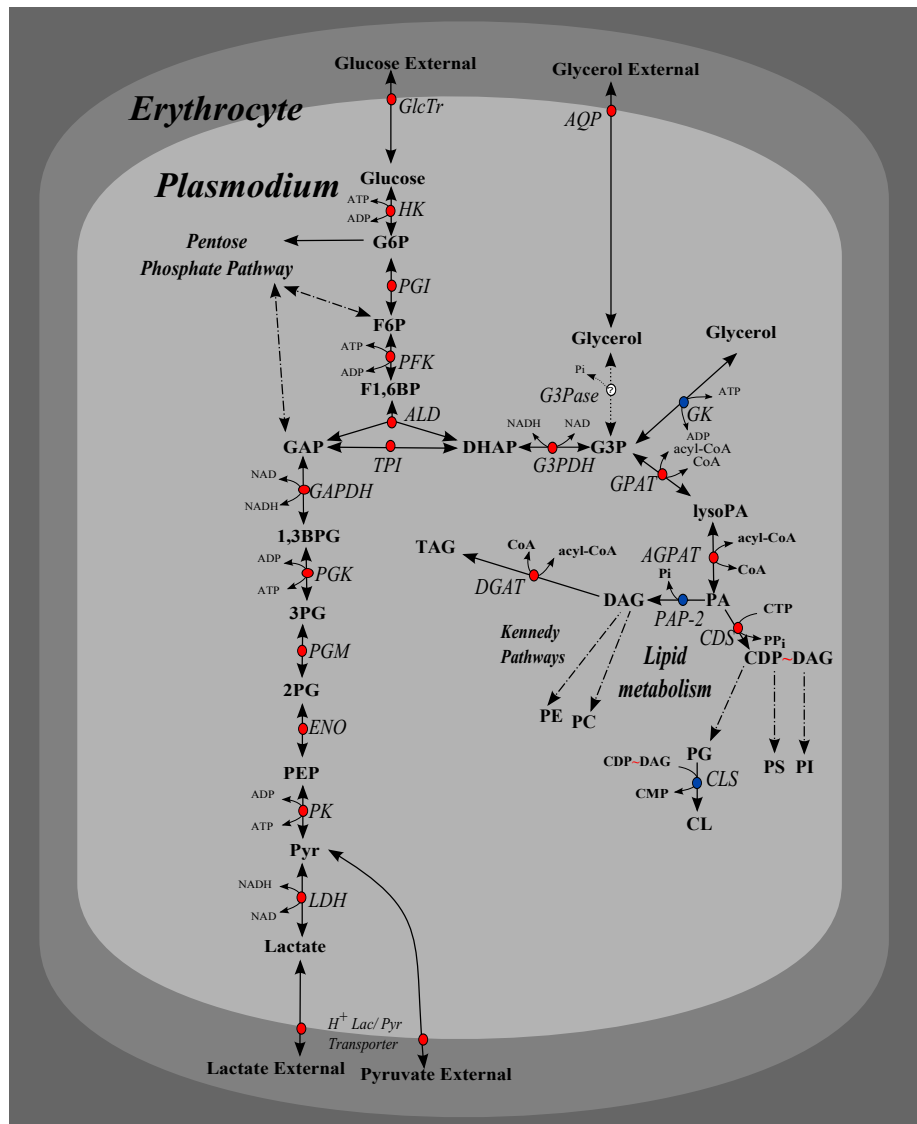 Glucose External
Glycerol External
Erythrocyte
GlcTr
AQP
Plasmodium
Glucose
ATP
HK
ADP
Pentose
Phosphate Pathway
G6P
PGI
F6P
Glycerol
Glycerol
ATP
PFK
ADP
Pi
?
G3Pase
F1,6BP
ATP
GK
ADP
ALD
GAP
TPI
DHAP
NADH
NAD
G3PDH
G3P
acyl-CoA
CoA
GPAT
NAD
GAPDH
NADH
lysoPA
1,3BPG
TAG
CoA
acyl-CoA
DGAT
AGPAT
acyl-CoA
CoA
ADP
PGK
ATP
Pi
DAG
PAP-2
PA
CTP
CDS
PPi
3PG
Kennedy
Pathways
Lipid
metabolism
CDP~DAG
PGM
2PG
PE
PC
ENO
PG
PS
PI
CDP~DAG
CLS
CMP
CL
PEP
ADP
PK
ATP
Pyr
NADH
LDH
NAD
Lactate
H+ Lac/ Pyr
Transporter
Lactate External
Pyruvate External